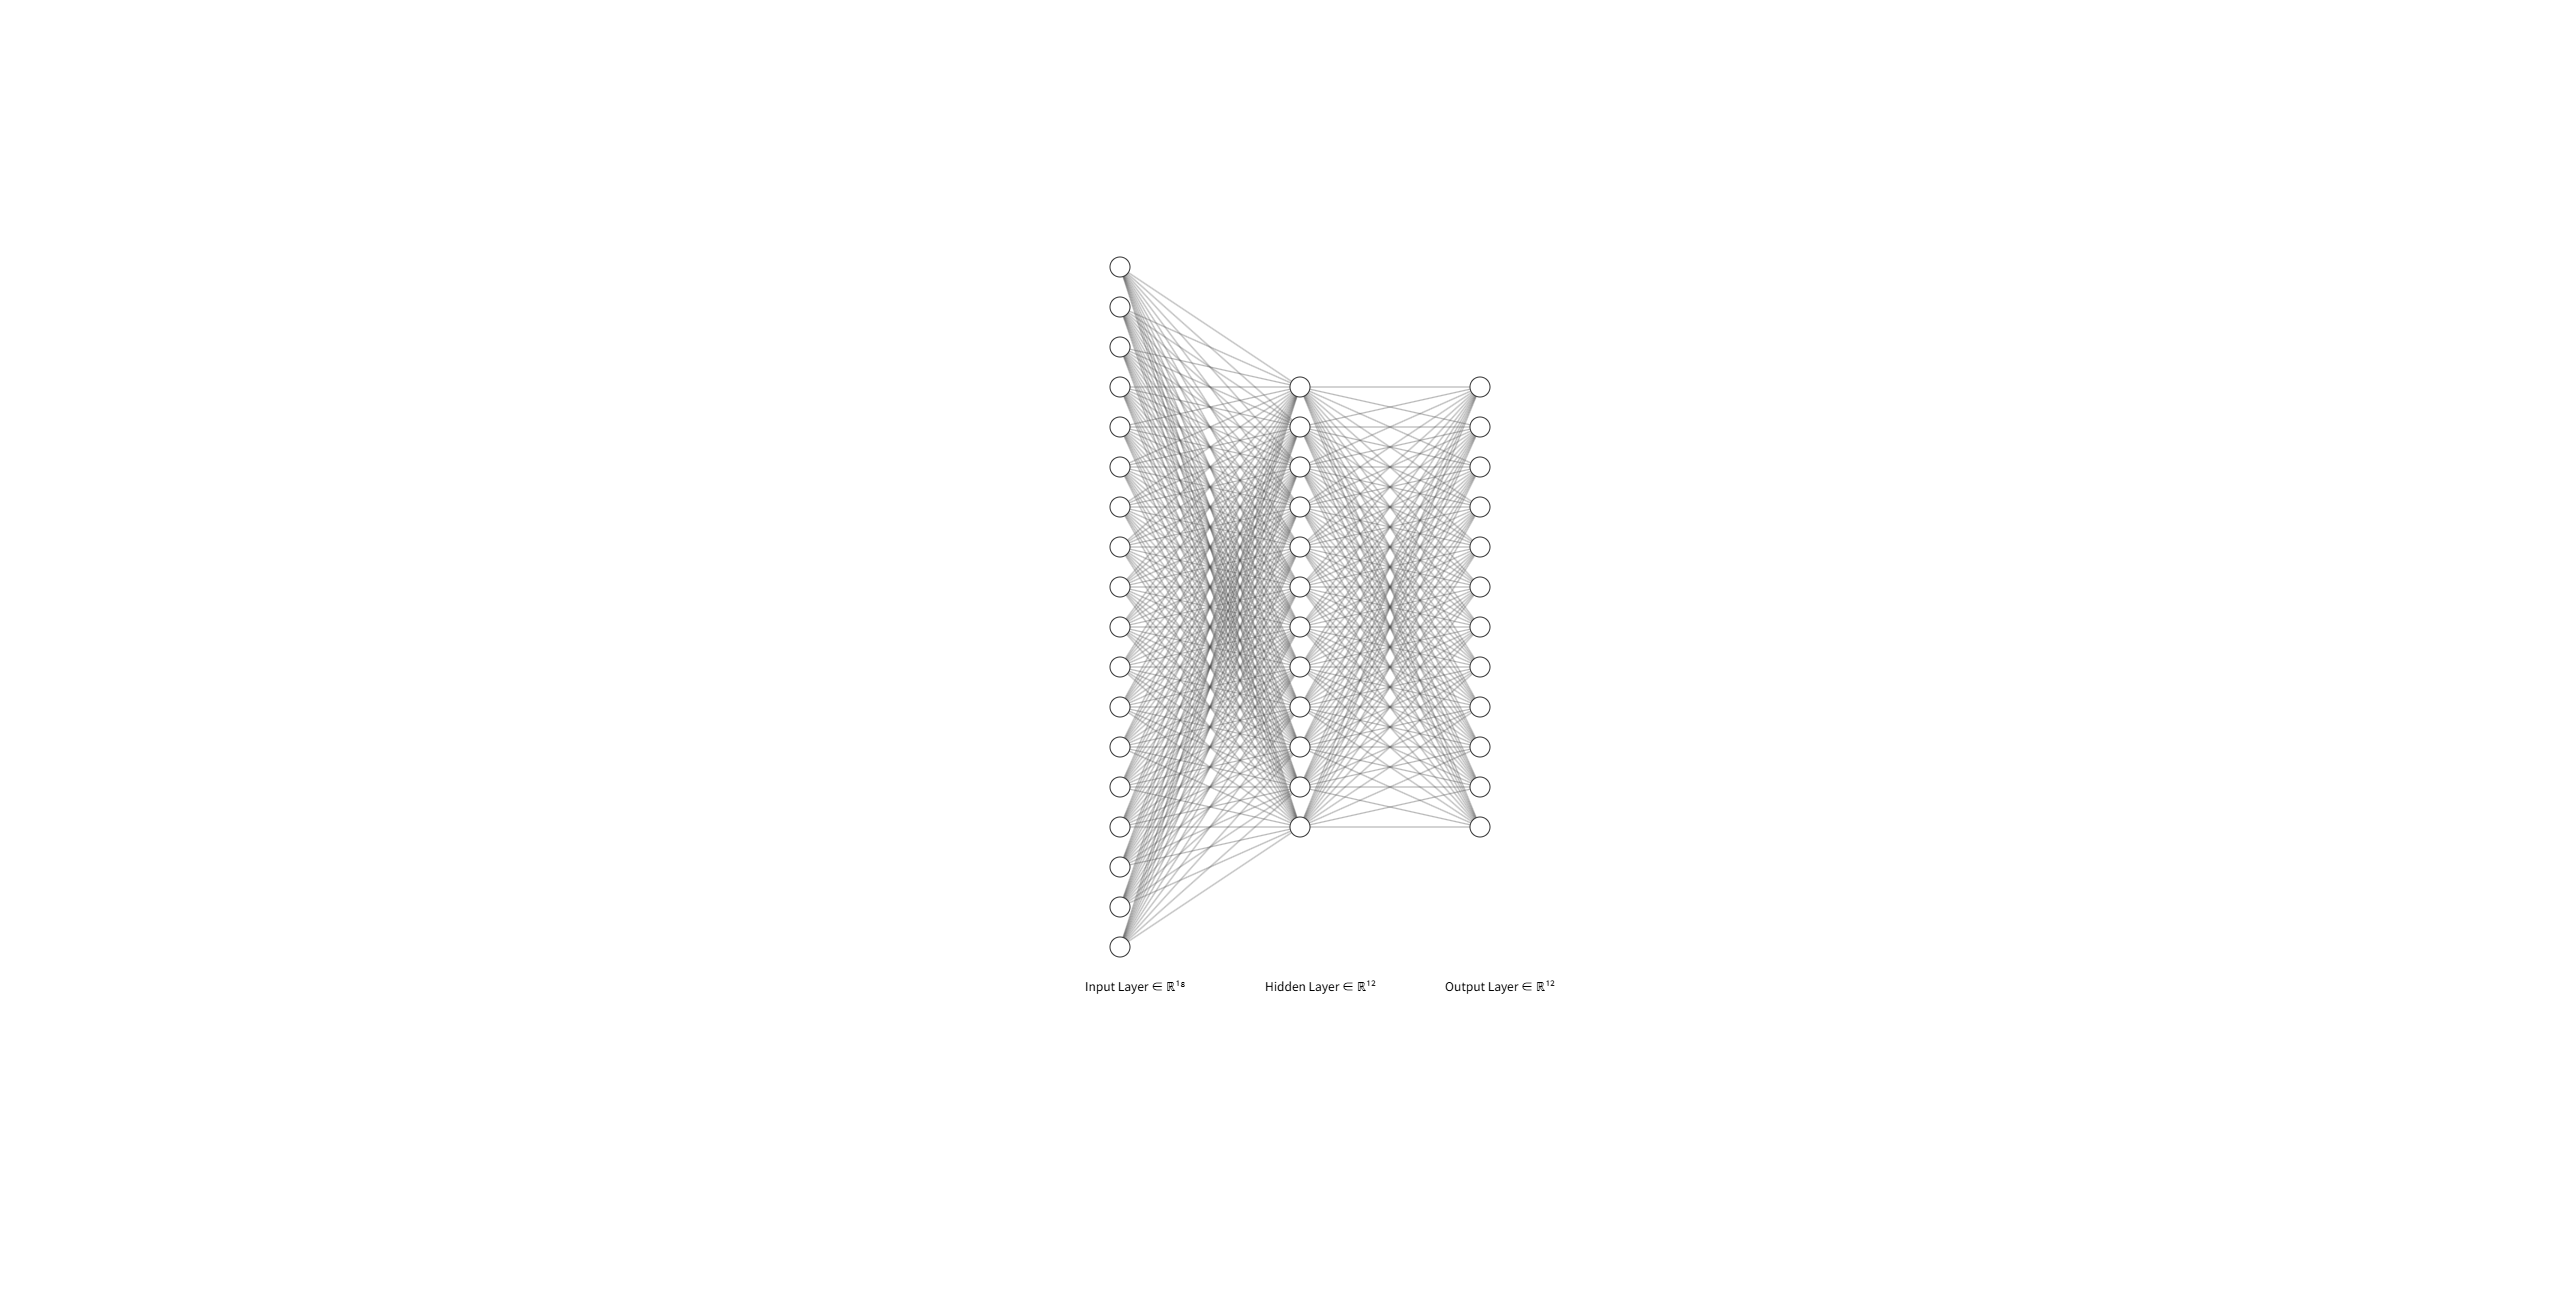 Input Layer ∈ ℝ¹⁸
Hidden Layer ∈ ℝ¹²
Output Layer ∈ ℝ¹²